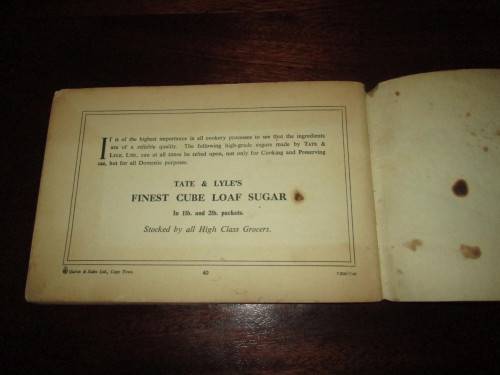 It is of the highest importance in all cookery processes to see that the ingredients
are of a reliable quality. The following high-grade sugars made by TATE &
LYLE, LTD., can at all times be relied upon, not only for Cooking and Preserving
use, but for all Domestic purposes.
TATE & LYLE'S
FINEST CUBE LOAF SUGAR
In 1lb. and 2lb. packets.
Stocked by all High Class Grocers.
Ltd., Cape Town.
40